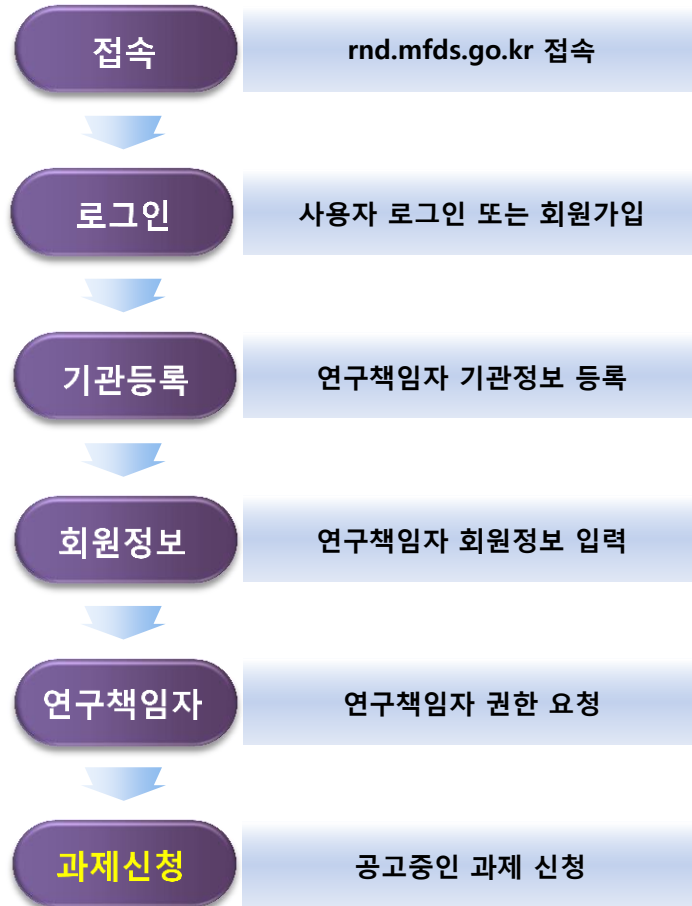 접속
rnd.mfds.go.kr 접속
로그인
사용자 로그인 또는 회원가입
기관등록
연구책임자 기관정보 등록
회원정보
연구책임자 회원정보 입력
연구책임자
연구책임자 권한 요청
과제신청
공고중인 과제 신청